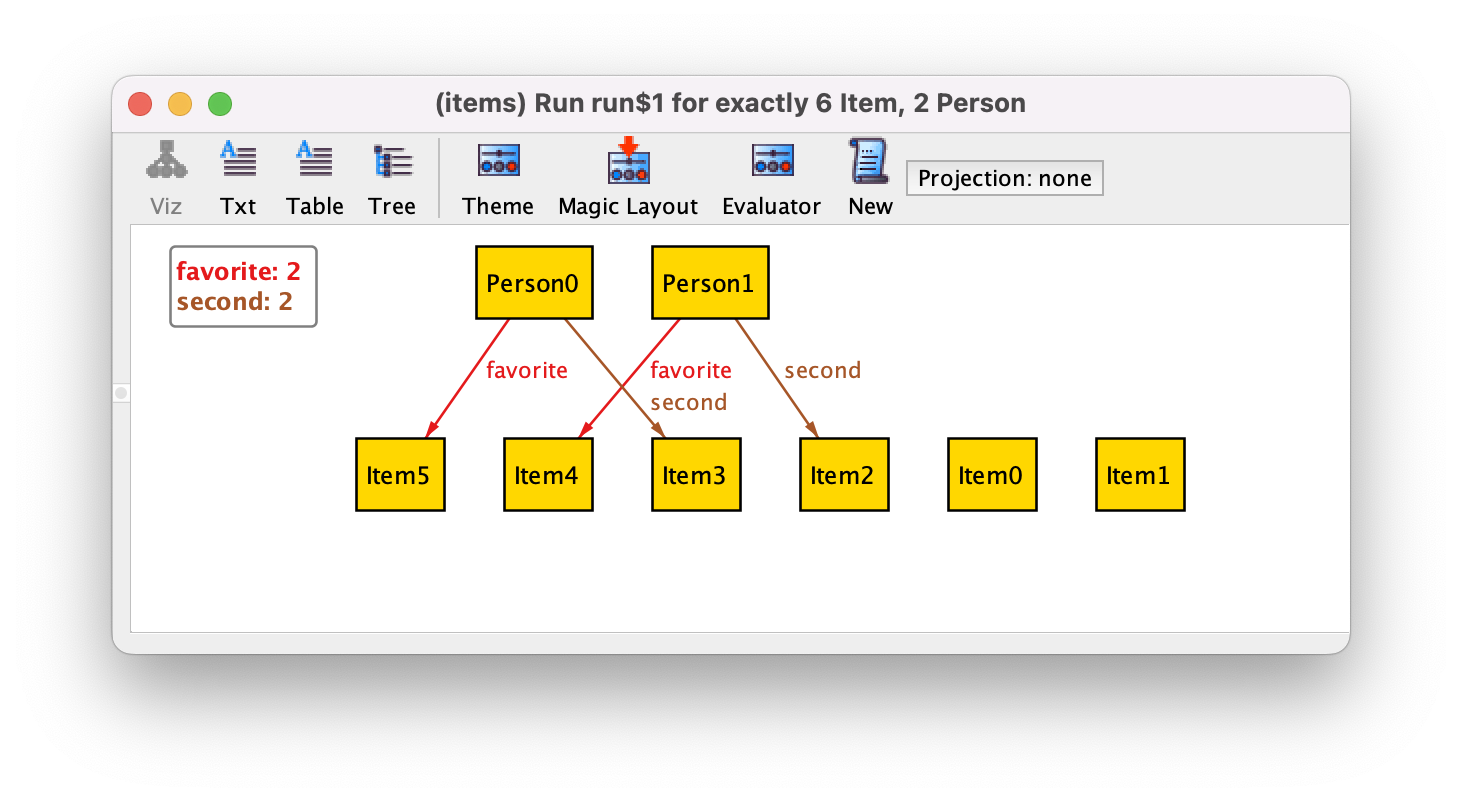 (items) Run run$1 for exactly 6 Item, 2 Person
Viz Txt Table Tree Theme Magic Layout Evaluator New Projection: none
favorite: 2
second: 2
Person0 Person1
favorite favorite second
second
Item5 Item4 Item3 Item2 Item0 Item1